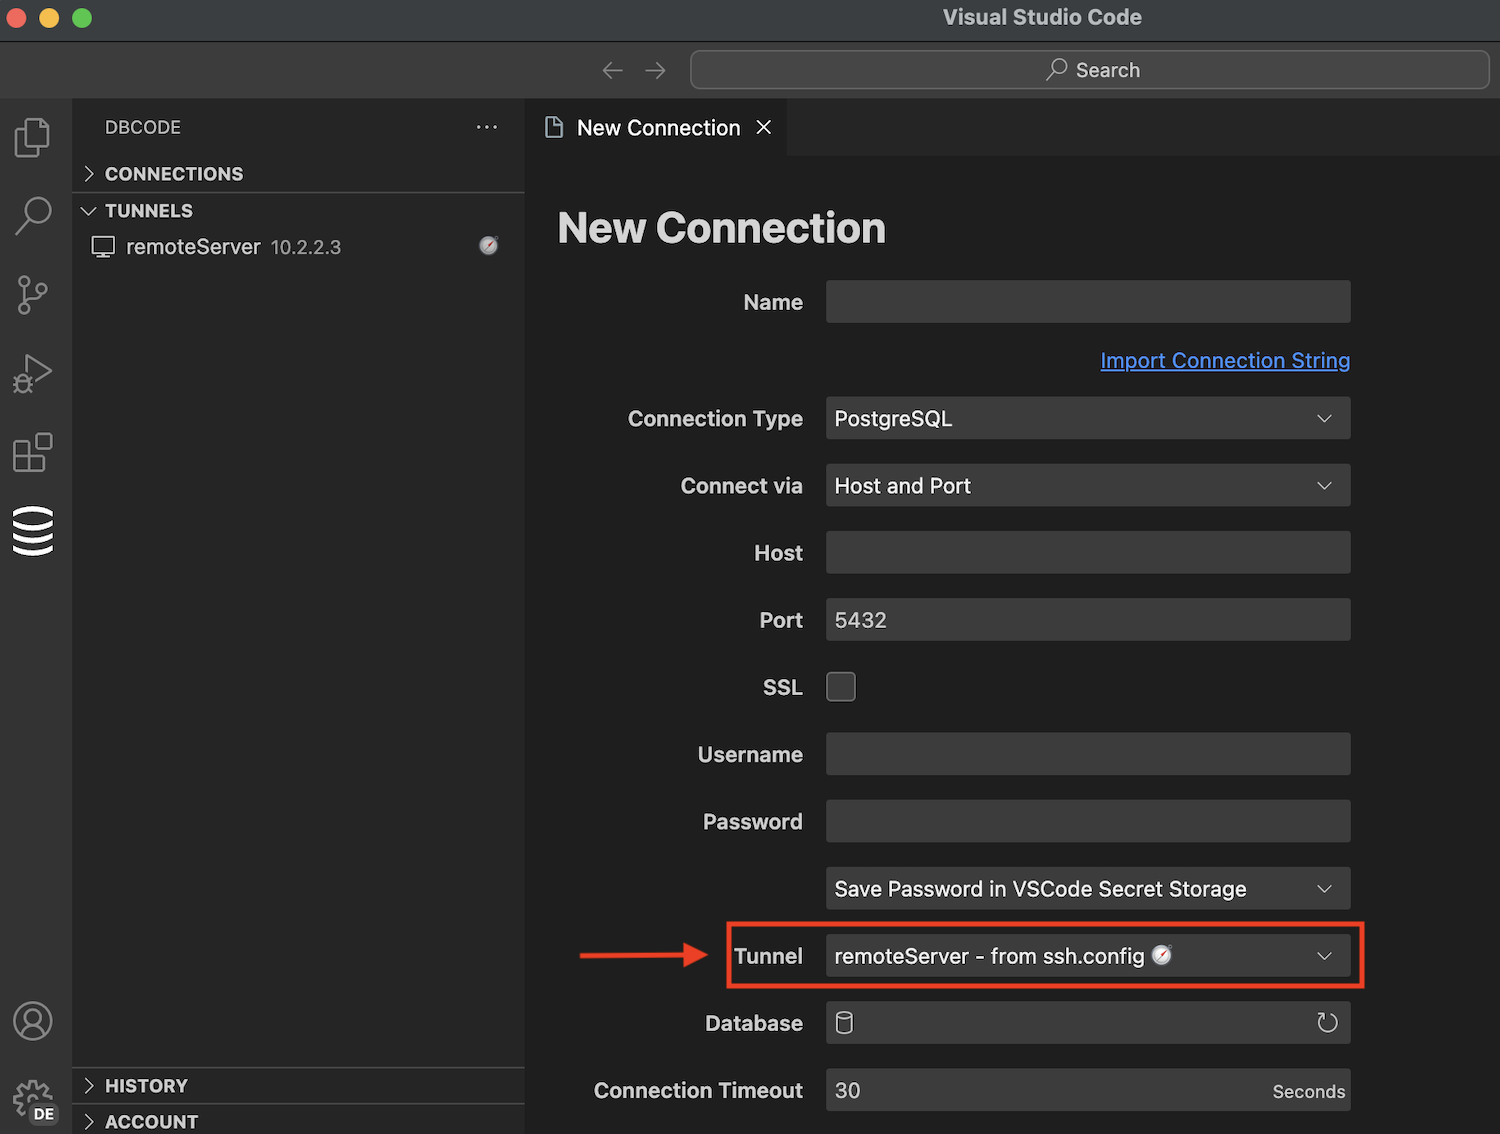 Visual Studio Code
Search
DBCODE
New Connection
CONNECTIONS
TUNNELS
remoteServer 10.2.2.3
New Connection
Name
Import Connection String
Connection Type PostgreSQL
Connect via Host and Port
Host
Port 5432
SSL
Username
Password
Save Password in VSCode Secret Storage
Tunnel remoteServer - from ssh.config
Database
Connection Timeout 30 Seconds
HISTORY
ACCOUNT
DE